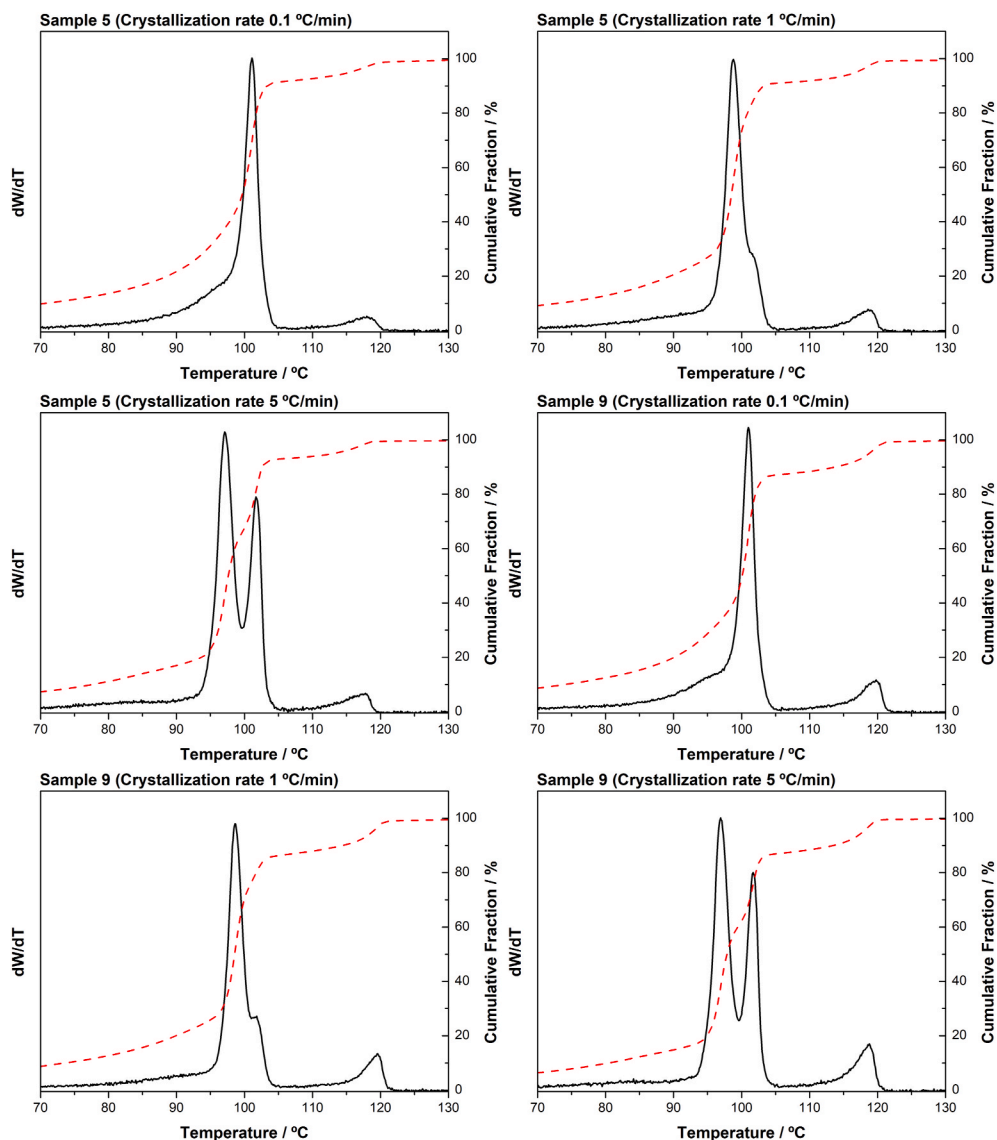 Sample 5 (Crystallization rate 0.1 ºC/min)
dW/dT
100
80
60
40
20
0
Cumulative Fraction / %
70 80 90 100 110 120 130
Temperature / ºC
Sample 5 (Crystallization rate 1 ºC/min)
dW/dT
100
80
60
40
20
0
Cumulative Fraction / %
70 80 90 100 110 120 130
Temperature / ºC
Sample 5 (Crystallization rate 5 ºC/min)
dW/dT
100
80
60
40
20
0
Cumulative Fraction / %
70 80 90 100 110 120 130
Temperature / ºC
Sample 9 (Crystallization rate 0.1 ºC/min)
dW/dT
100
80
60
40
20
0
Cumulative Fraction / %
70 80 90 100 110 120 130
Temperature / ºC
Sample 9 (Crystallization rate 1 ºC/min)
dW/dT
100
80
60
40
20
0
Cumulative Fraction / %
70 80 90 100 110 120 130
Temperature / ºC
Sample 9 (Crystallization rate 5 ºC/min)
dW/dT
100
80
60
40
20
0
Cumulative Fraction / %
70 80 90 100 110 120 130
Temperature / ºC